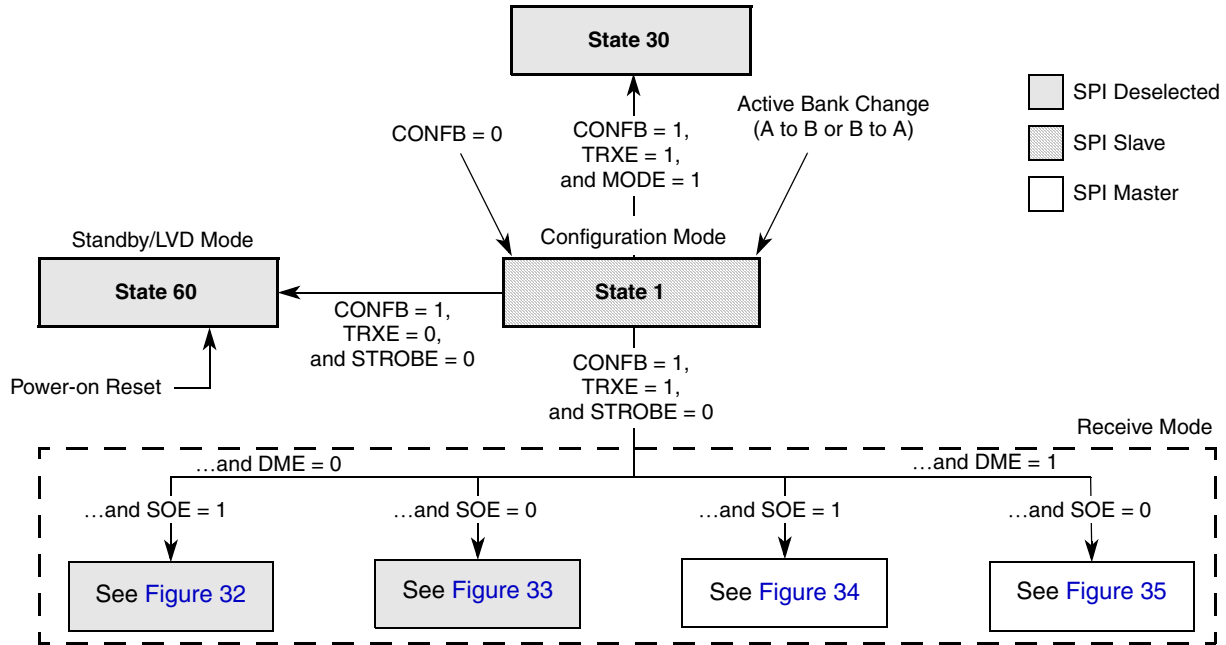 State 30
SPI Deselected
SPI Slave
SPI Master
CONFB = 0
CONFB = 1,
TRXE = 1,
and MODE = 1
Active Bank Change
(A to B or B to A)
Standby/LVD Mode
Configuration Mode
State 60
State 1
CONFB = 1,
TRXE = 0,
and STROBE = 0
Power-on Reset
CONFB = 1,
TRXE = 1,
and STROBE = 0
Receive Mode
…and DME = 0
…and DME = 1
…and SOE = 1
…and SOE = 0
…and SOE = 1
…and SOE = 0
See Figure 32
See Figure 33
See Figure 34
See Figure 35